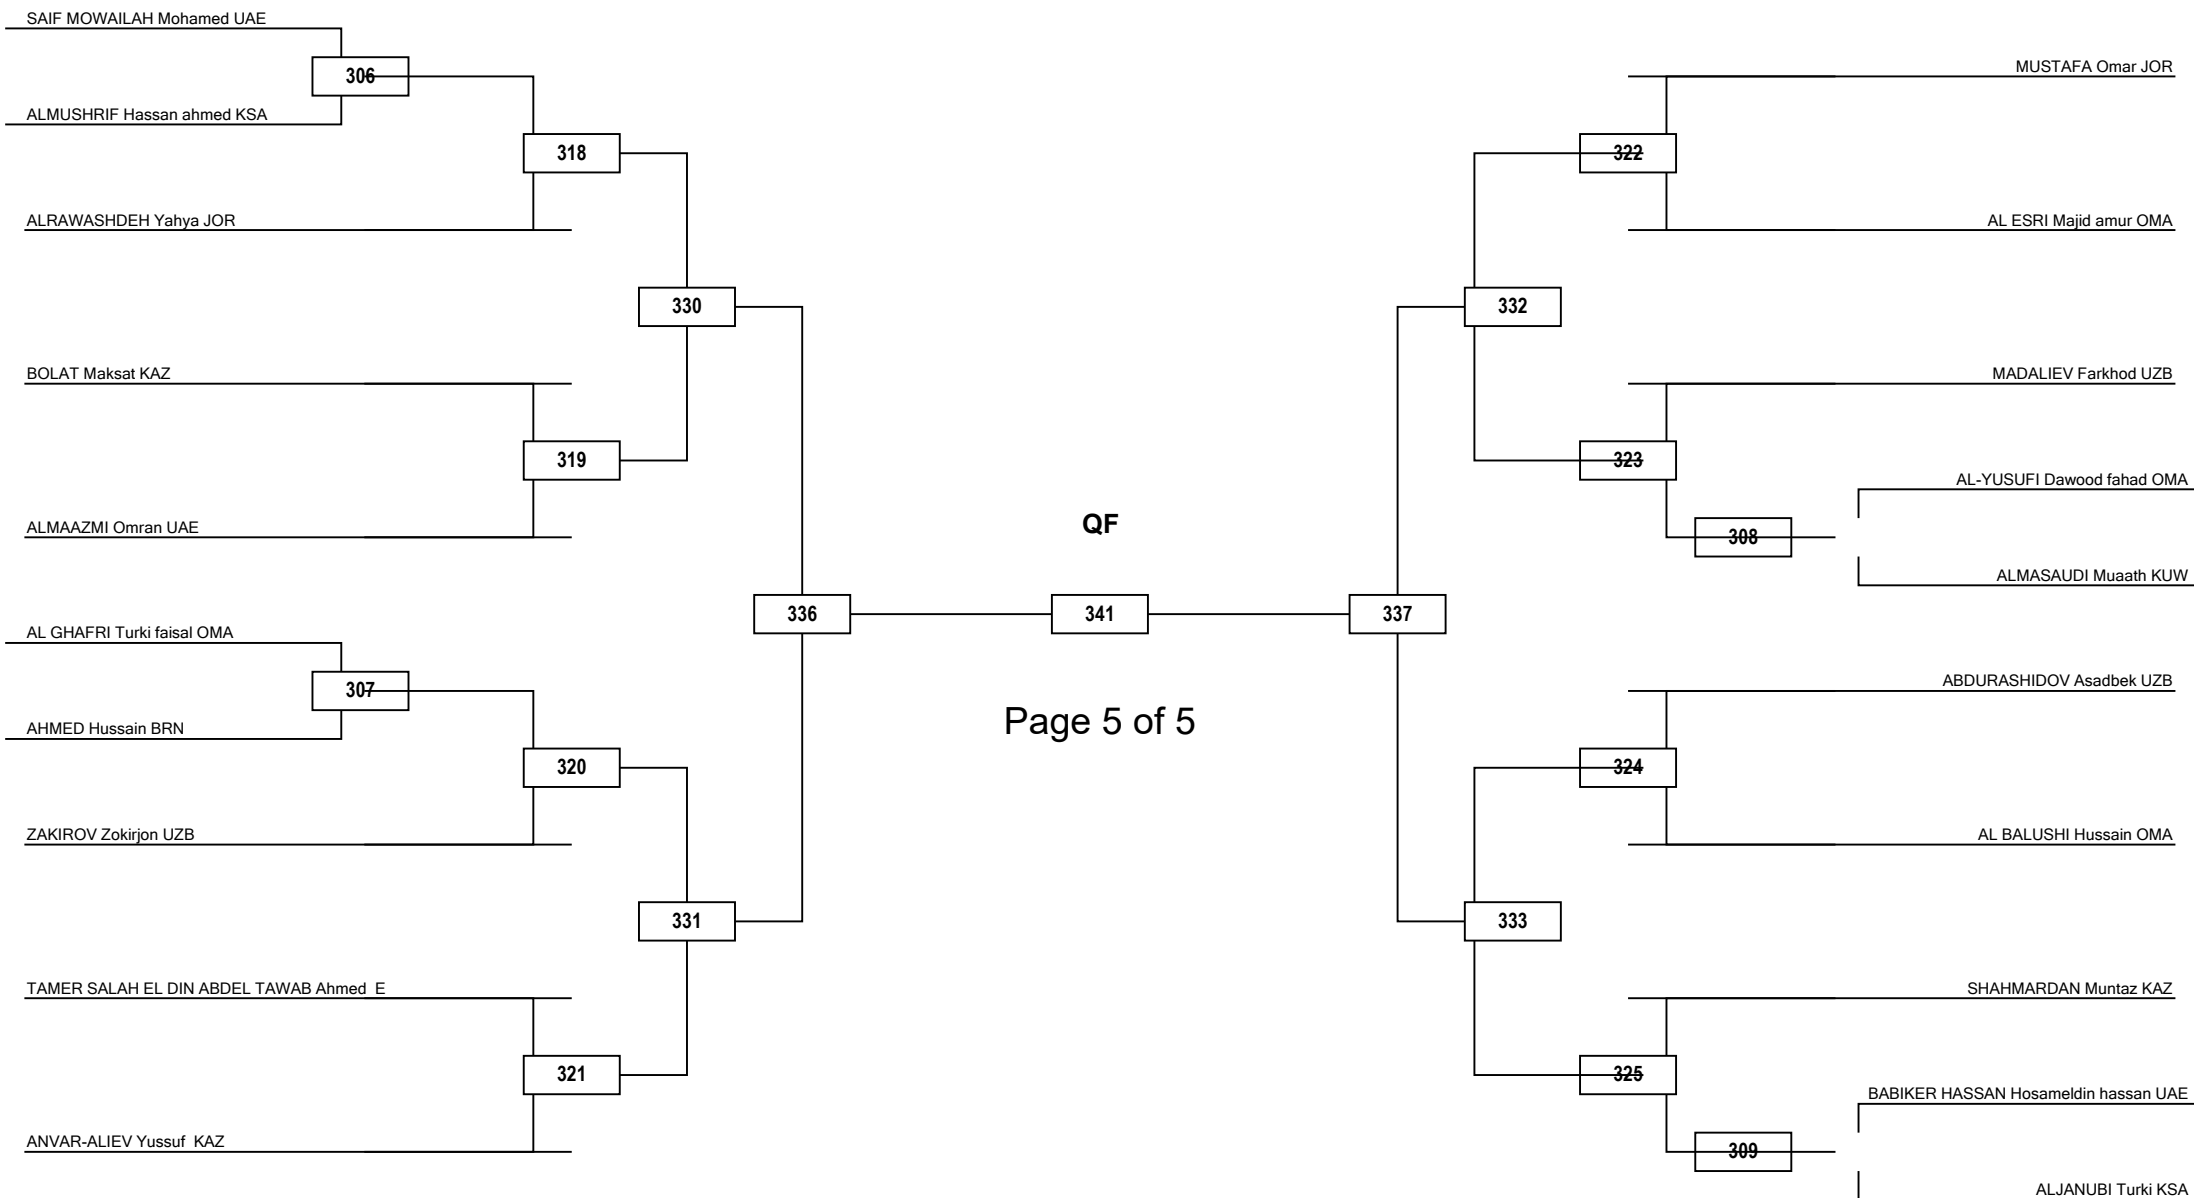 SAIF MOWAILAH Mohamed UAE
306
ALMUSHRIF Hassan ahmed KSA
318
ALRAWASHDEH Yahya JOR
330
BOLAT Maksat KAZ
319
ALMAAZMI Omran UAE
336
AL GHAFRI Turki faisal OMA
307
AHMED Hussain BRN
320
ZAKIROV Zokirjon UZB
331
TAMER SALAH EL DIN ABDEL TAWAB Ahmed  E
321
ANVAR-ALIEV Yussuf  KAZ
QF
341
Page 5 of 5
MUSTAFA Omar JOR
322
AL ESRI Majid amur OMA
332
MADALIEV Farkhod UZB
323
AL-YUSUFI Dawood fahad OMA
308
ALMASAUDI Muaath KUW
337
ABDURASHIDOV Asadbek UZB
324
AL BALUSHI Hussain OMA
333
SHAHMARDAN Muntaz KAZ
325
BABIKER HASSAN Hosameldin hassan UAE
309
ALJANUBI Turki KSA